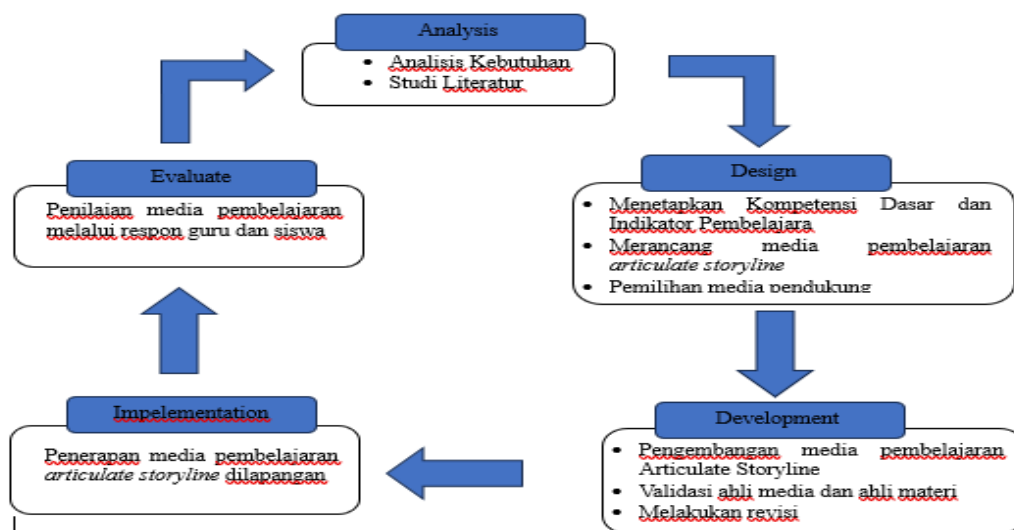 Analysis
• Analisis Kebutuhan
• Studi Literatur
Design
• Menetapkan Kompetensi Dasar dan
Indikator Pembelajara
• Merancang media pembelajaran
articulate storyline
• Pemilihan media pendukung
Development
• Pengembangan media pembelajaran
Articulate Storyline
• Validasi ahli media dan ahli materi
• Melakukan revisi
Impelementation
Penerapan media pembelajaran
articulate storyline dilapangan
Evaluate
Penilaian media pembelajaran
melalui respon guru dan siswa